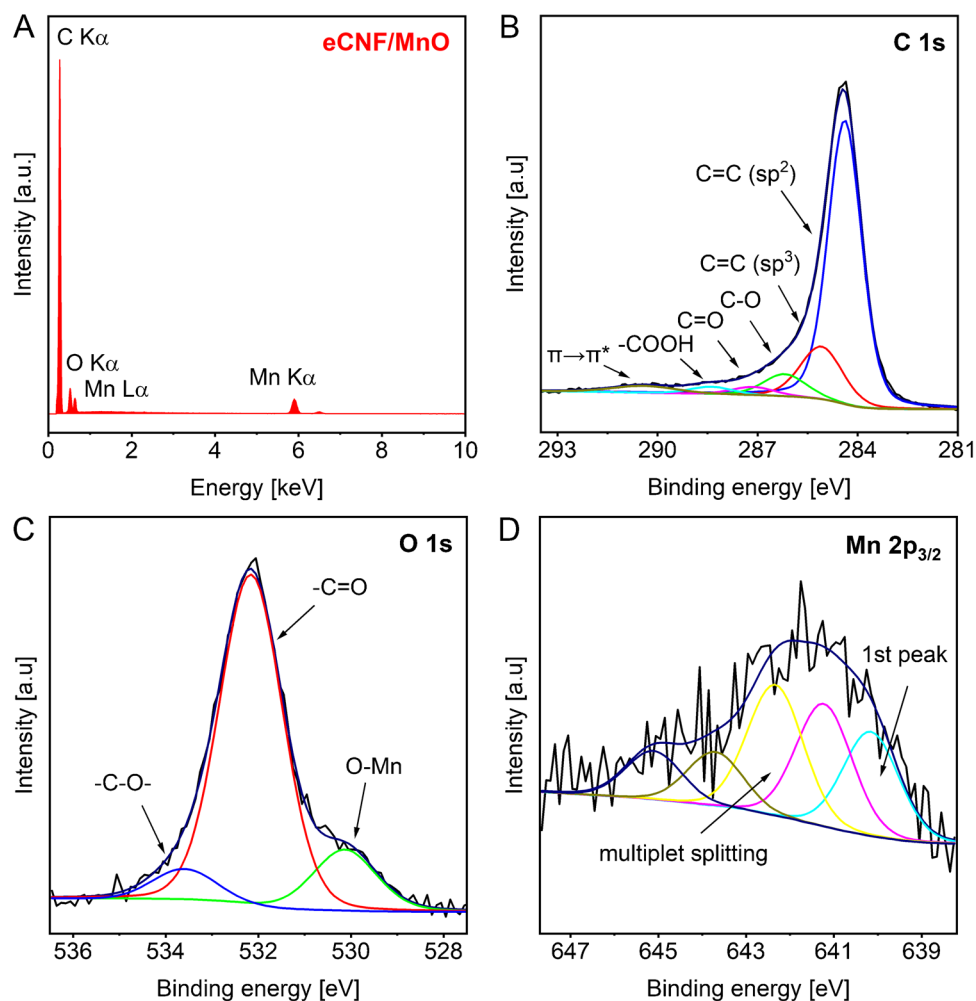 A
eCNF/MnO
C Kα
O Kα
Mn Lα
Mn Kα
Intensity [a.u.]
0 2 4 6 8 10
Energy [keV]
B
C 1s
C=C (sp²)
C=C (sp³)
C-O
C=O
-COOH
π→π*
Intensity [a.u]
293 290 287 284 281
Binding energy [eV]
C
O 1s
-C=O
O-Mn
-C-O-
Intensity [a.u]
536 534 532 530 528
Binding energy [eV]
D
Mn 2p3/2
1st peak
multiplet splitting
Intensity [a.u]
647 645 643 641 639
Binding energy [eV]